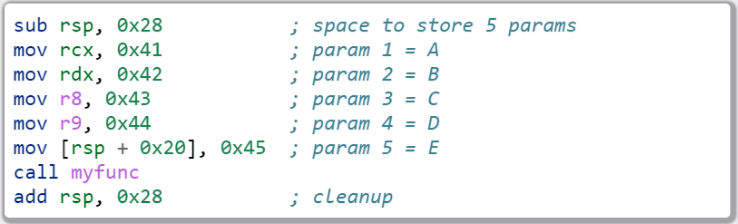 sub rsp, 0x28 ; space to store 5 params
mov rcx, 0x41 ; param 1 = A
mov rdx, 0x42 ; param 2 = B
mov r8, 0x43 ; param 3 = C
mov r9, 0x44 ; param 4 = D
mov [rsp + 0x20], 0x45 ; param 5 = E
call myfunc
add rsp, 0x28 ; cleanup